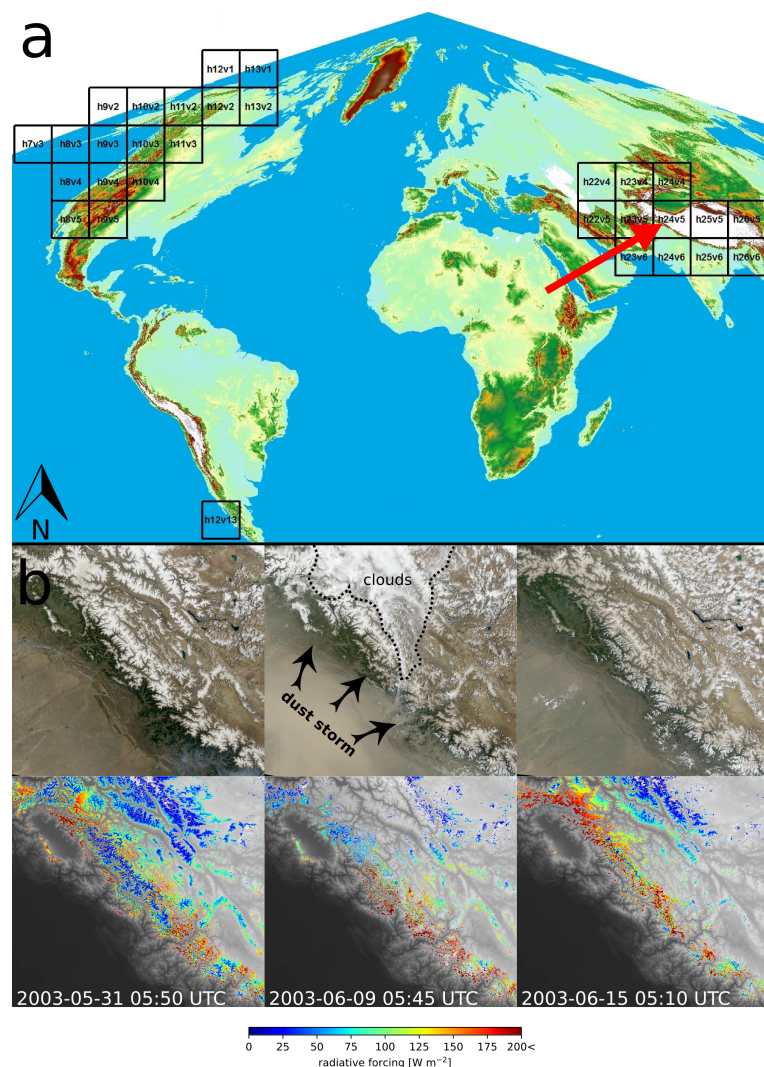 a
h12v1 h13v1
h9v2 h10v2 h11v2 h12v2 h13v2
h7v3 h8v3 h9v3 h10v3 h11v3
h8v4 h9v4 h10v4
h22v4 h23v4 h24v4
h8v5 h9v5
h22v5 h23v5 h24v5 h25v5 h26v5
h23v6 h24v6 h25v6 h26v6
N
h12v13
b
clouds
dust storm
2003-05-31 05:50 UTC
2003-06-09 05:45 UTC
2003-06-15 05:10 UTC
0 25 50 75 100 125 150 175 200<
radiative forcing [W m⁻²]